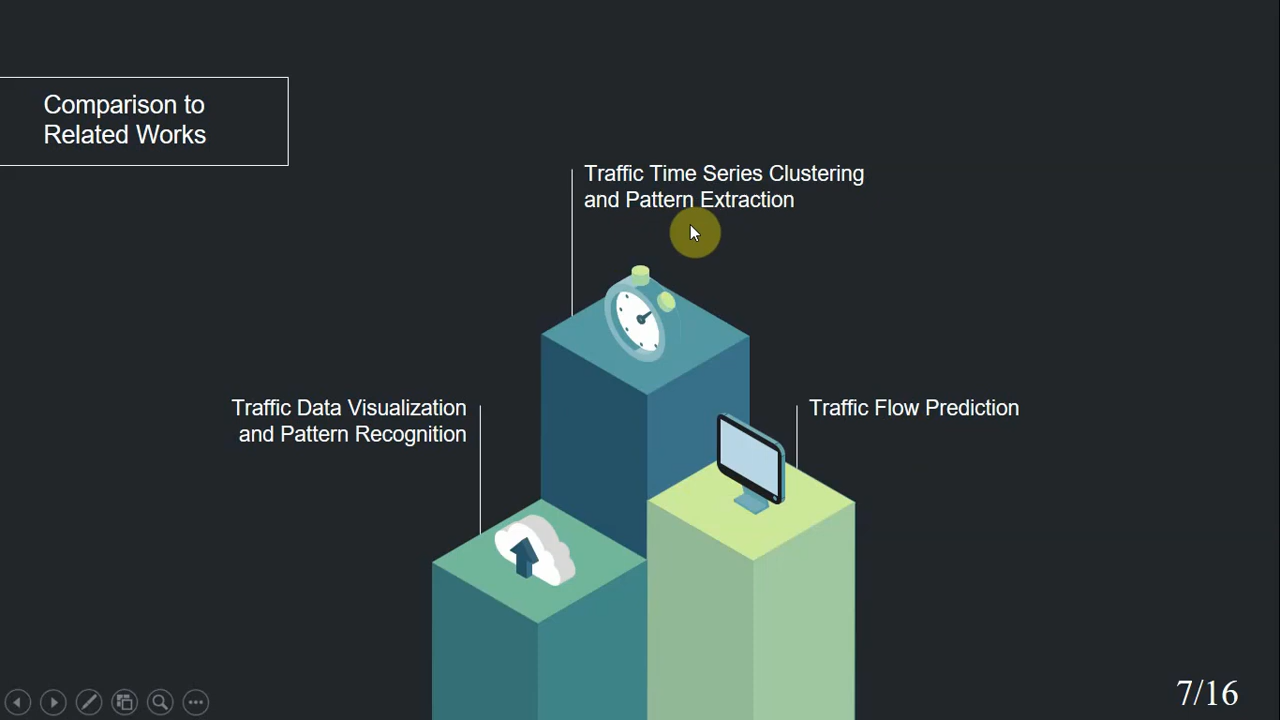 Comparison to
Related Works
Traffic Time Series Clustering
and Pattern Extraction
Traffic Data Visualization
and Pattern Recognition
Traffic Flow Prediction
7/16